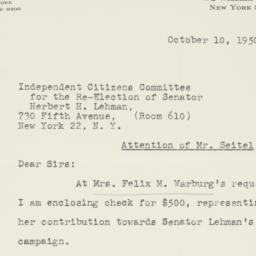 New York
October 10, 1950
Independent Citizens Committee
for the Re-Election of Senator
Herbert H. Lehman,
730 Fifth Avenue, (Room 610)
New York 22, N. Y.
Attention of Mr. Seitel
Dear Sirs:
At Mrs. Felix M. Warburg's requ
I am enclosing check for $500, representin
her contribution towards Senator Lehman's
campaign.